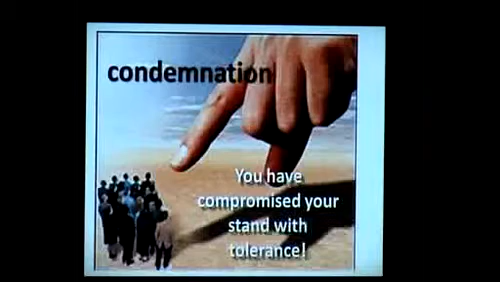 condemnation
You have
compromised your
stand with
tolerance!